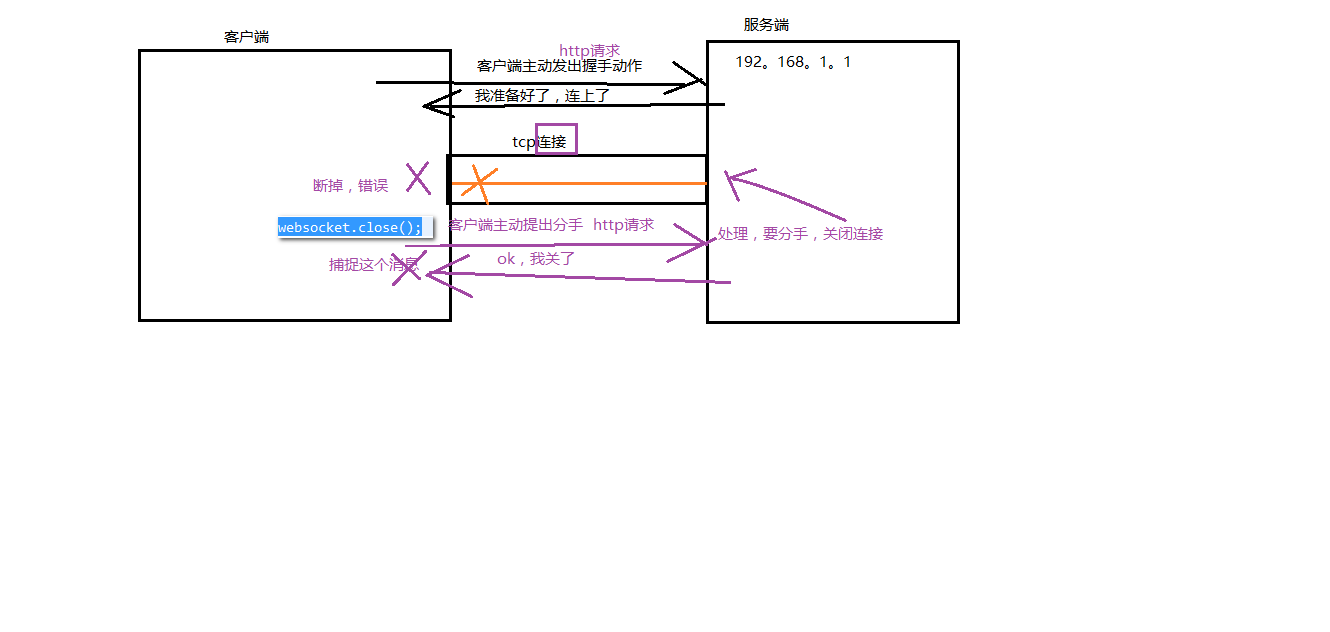 服务端
客户端
http请求
192。168。1。1
客户端主动发出握手动作
我准备好了，连上了
tcp连接
断掉，错误
websocket.close();
客户端主动提出分手 http请求
处理，要分手，关闭连接
捕捉这个消息
ok，我关了